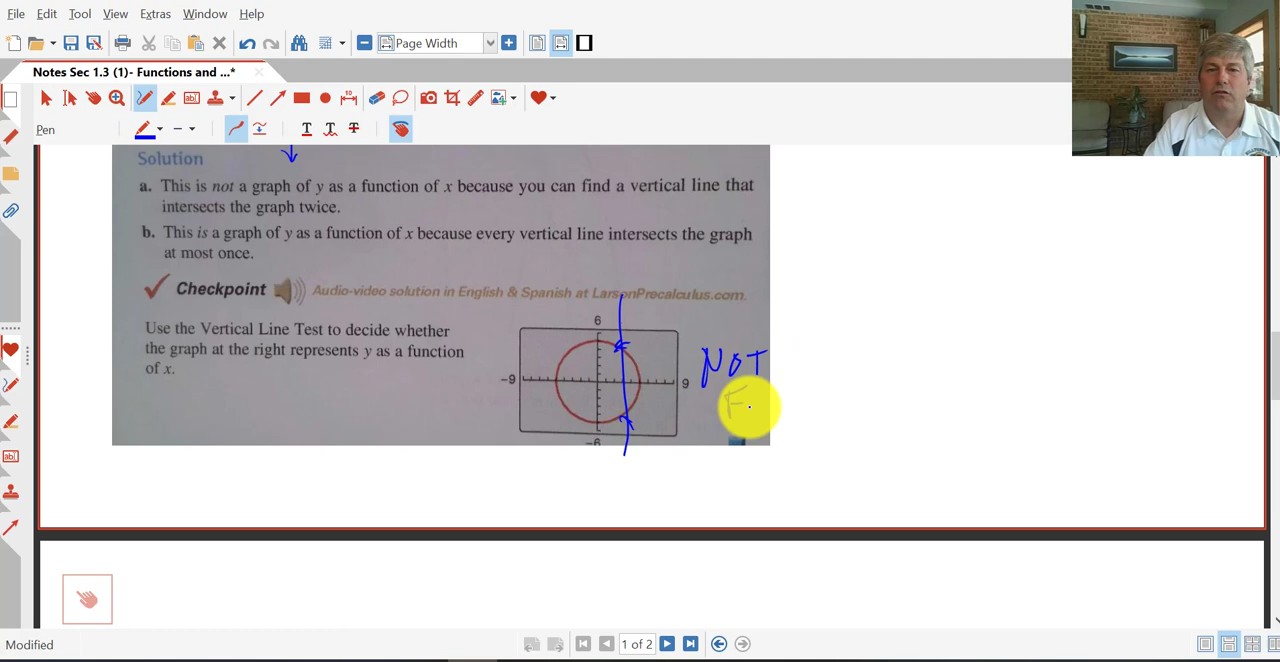 File Edit Tool View Extras Window Help
Page Width
Notes Sec 1.3 (1)- Functions and ...*
Pen
Solution
a. This is not a graph of y as a function of x because you can find a vertical line that
intersects the graph twice.
b. This is a graph of y as a function of x because every vertical line intersects the graph
at most once.
Checkpoint Audio-video solution in English & Spanish at LarsonPrecalculus.com.
Use the Vertical Line Test to decide whether
the graph at the right represents y as a function
of x.
6
-9 9
-6
NOT
F
1 of 2
Modified